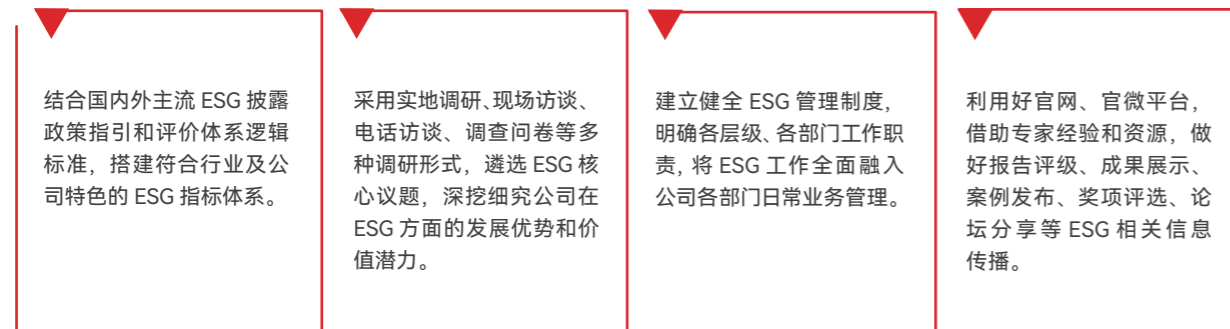 结合国内外主流 ESG 披露
政策指引和评价体系逻辑
标准，搭建符合行业及公
司特色的 ESG 指标体系。
采用实地调研、现场访谈、
电话访谈、调查问卷等多
种调研形式，遴选 ESG 核
心议题，深挖细究公司在
ESG 方面的发展优势和价
值潜力。
建立健全 ESG 管理制度，
明确各层级、各部门工作职
责，将 ESG 工作全面融入
公司各部门日常业务管理。
利用好官网、官微平台，
借助专家经验和资源，做
好报告评级、成果展示、
案例发布、奖项评选、论
坛分享等 ESG 相关信息
传播。